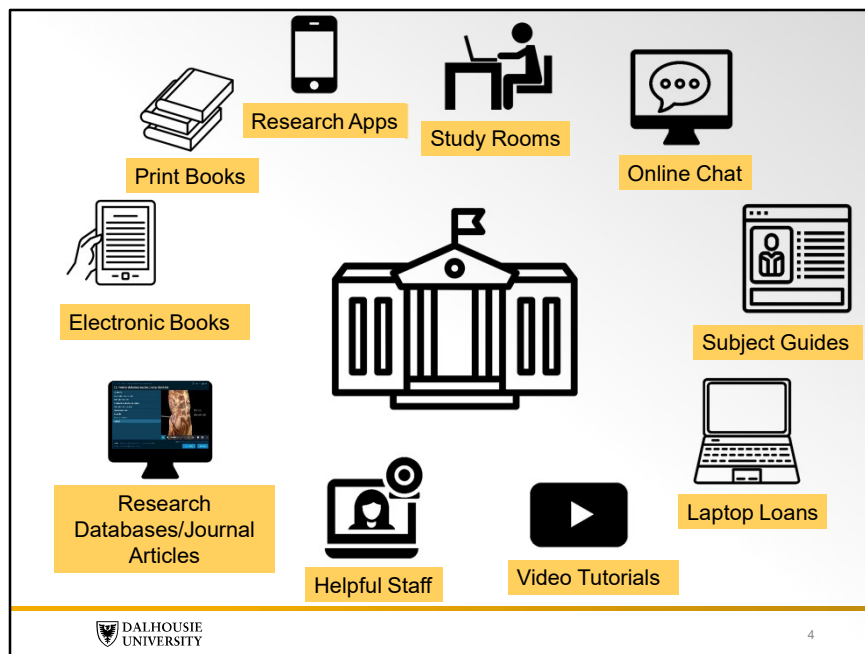 Research Apps
Study Rooms
Print Books
Online Chat
Electronic Books
Subject Guides
Research
Databases/Journal
Articles
Laptop Loans
Helpful Staff
Video Tutorials
DALHOUSIE
UNIVERSITY
4